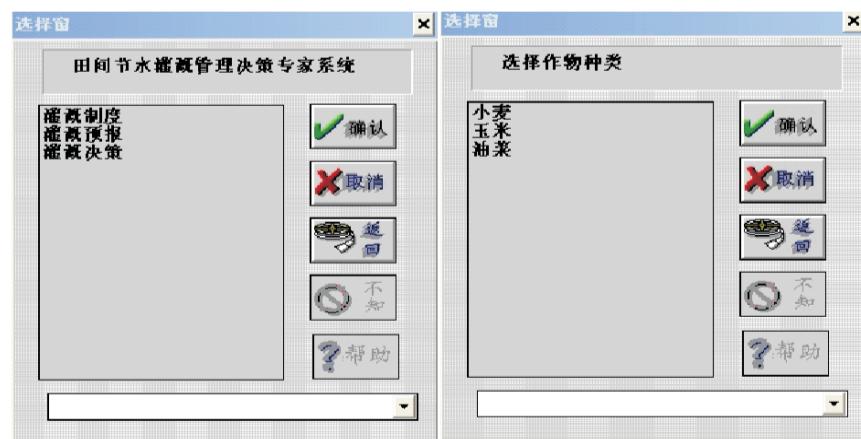 选择窗
田间节水灌溉管理决策专家系统
灌溉制度
灌溉预报
灌溉决策
确认
取消
返回
不知
帮助
选择窗
选择作物种类
小麦
玉米
油菜
确认
取消
返回
不知
帮助